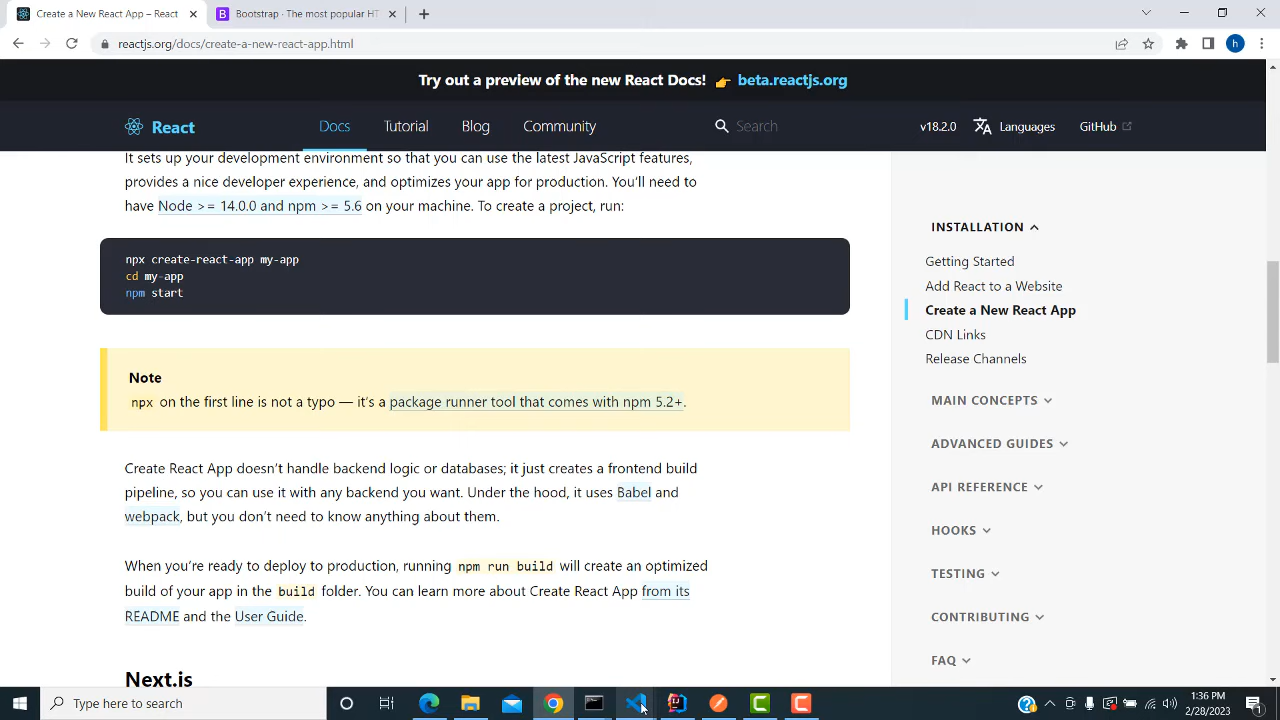 Create a New React App – React
Bootstrap · The most popular HT
reactjs.org/docs/create-a-new-react-app.html
h
Try out a preview of the new React Docs! 👉 beta.reactjs.org
React
Docs
Tutorial
Blog
Community
Search
v18.2.0
Languages
GitHub
It sets up your development environment so that you can use the latest JavaScript features,
provides a nice developer experience, and optimizes your app for production. You’ll need to
have Node >= 14.0.0 and npm >= 5.6 on your machine. To create a project, run:
npx create-react-app my-app
cd my-app
npm start
Note
npx on the first line is not a typo — it’s a package runner tool that comes with npm 5.2+.
Create React App doesn’t handle backend logic or databases; it just creates a frontend build
pipeline, so you can use it with any backend you want. Under the hood, it uses Babel and
webpack, but you don’t need to know anything about them.
When you’re ready to deploy to production, running npm run build will create an optimized
build of your app in the build folder. You can learn more about Create React App from its
README and the User Guide.
Next.js
INSTALLATION
Getting Started
Add React to a Website
Create a New React App
CDN Links
Release Channels
MAIN CONCEPTS
ADVANCED GUIDES
API REFERENCE
HOOKS
TESTING
CONTRIBUTING
FAQ
Type here to search
1:36 PM
2/28/2023